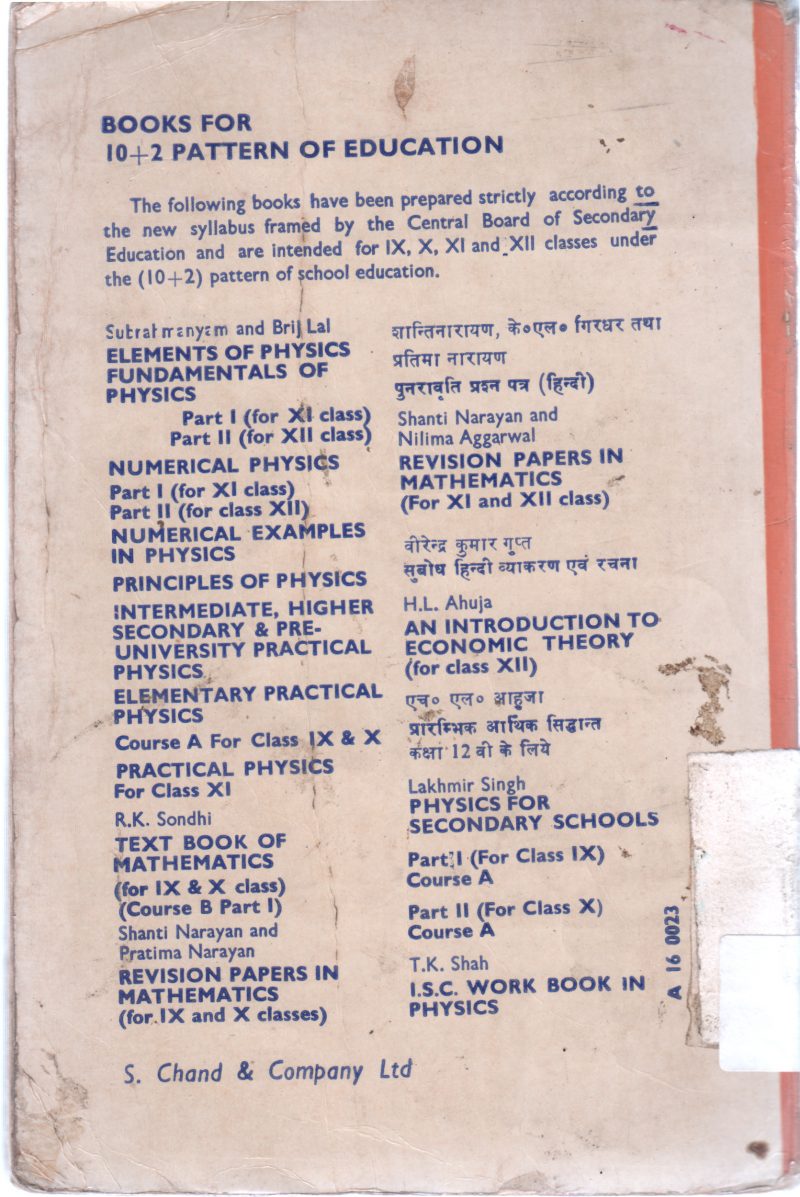 BOOKS FOR
10+2 PATTERN OF EDUCATION
The following books have been prepared strictly according to
the new syllabus framed by the Central Board of Secondary
Education and are intended for IX, X, XI and XII classes under
the (10+2) pattern of school education.
Subrahmanyam and Brij Lal
ELEMENTS OF PHYSICS
FUNDAMENTALS OF
PHYSICS
Part I (for XI class)
Part II (for XII class)
NUMERICAL PHYSICS
Part I (for XI class)
Part II (for class XII)
NUMERICAL EXAMPLES
IN PHYSICS
PRINCIPLES OF PHYSICS
INTERMEDIATE, HIGHER
SECONDARY & PRE-
UNIVERSITY PRACTICAL
PHYSICS
ELEMENTARY PRACTICAL
PHYSICS
Course A For Class IX & X
PRACTICAL PHYSICS
For Class XI
R.K. Sondhi
TEXT BOOK OF
MATHEMATICS
(for IX & X class)
(Course B Part I)
Shanti Narayan and
Pratima Narayan
REVISION PAPERS IN
MATHEMATICS
(for IX and X classes)
शान्तिनारायण, के०एल० गिरधर तथा
प्रतिमा नारायण
पुनरावृति प्रश्न पत्र (हिन्दी)
Shanti Narayan and
Nilima Aggarwal
REVISION PAPERS IN
MATHEMATICS
(For XI and XII class)
वीरेन्द्र कुमार गुप्त
सुबोध हिन्दी व्याकरण एवं रचना
H.L. Ahuja
AN INTRODUCTION TO
ECONOMIC THEORY
(for class XII)
एच० एल० आहुजा
प्रारम्भिक आर्थिक सिद्धान्त
कक्षा 12 वी के लिये
Lakhmir Singh
PHYSICS FOR
SECONDARY SCHOOLS
Part I (For Class IX)
Course A
Part II (For Class X)
Course A
T.K. Shah
I.S.C. WORK BOOK IN
PHYSICS
A 16 0023
S. Chand & Company Ltd